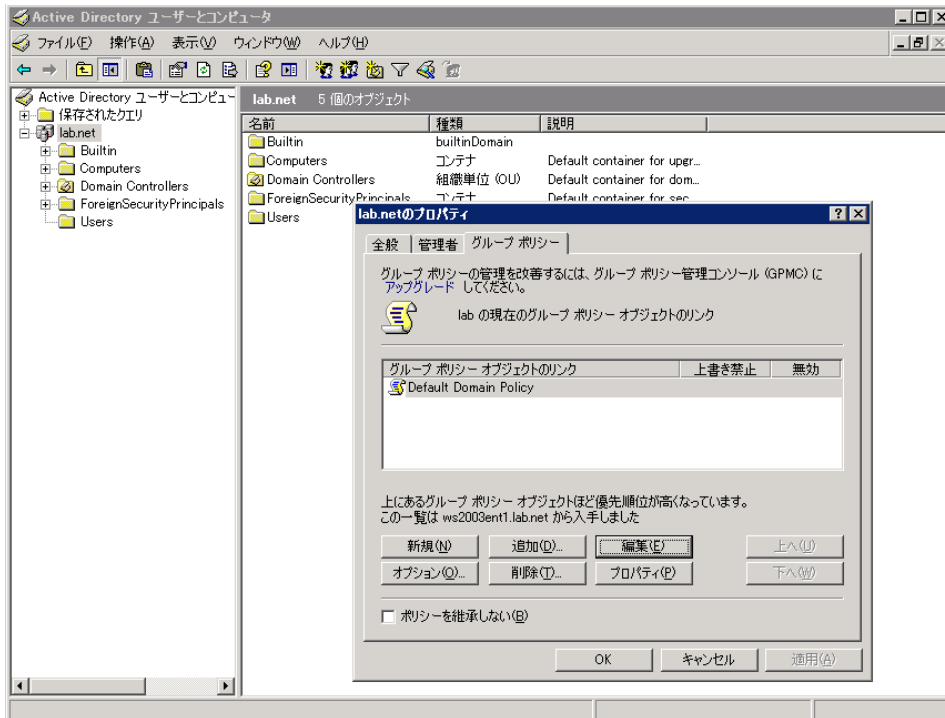 Active Directory ユーザーとコンピュータ
ファイル(F) 操作(A) 表示(V) ウィンドウ(W) ヘルプ(H)
Active Directory ユーザーとコンピュー
保存されたクエリ
lab.net
Builtin
Computers
Domain Controllers
ForeignSecurityPrincipals
Users
lab.net 5 個のオブジェクト
名前 種類 説明
Builtin builtinDomain
Computers コンテナ Default container for upgr...
Domain Controllers 組織単位 (OU) Default container for dom...
ForeignSecurityPrincipals コンテナ Default container for sec...
Users
lab.netのプロパティ
全般 管理者 グループ ポリシー
グループ ポリシーの管理を改善するには、グループ ポリシー管理コンソール (GPMC) に
アップグレード してください。
lab の現在のグループ ポリシー オブジェクトのリンク
グループ ポリシー オブジェクトのリンク 上書き禁止 無効
Default Domain Policy
上にあるグループ ポリシー オブジェクトほど優先順位が高くなっています。
この一覧は ws2003ent1.lab.net から入手しました
新規(N) 追加(D)... 編集(E) 上へ(U)
オプション(O)... 削除(T)... プロパティ(P) 下へ(W)
ポリシーを継承しない(B)
OK キャンセル 適用(A)